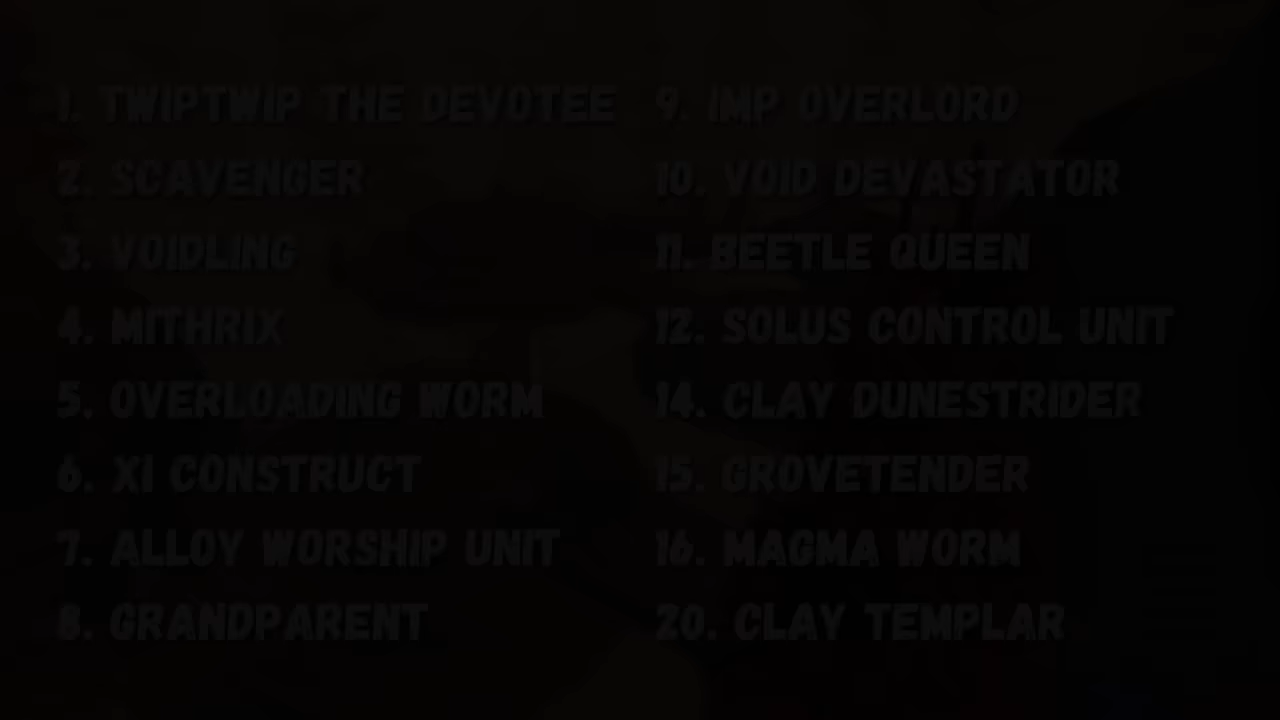 1. TWIPTWIP THE DEVOTEE
2. SCAVENGER
3. VOIDLING
4. MITHRIX
5. OVERLOADING WORM
6. XI CONSTRUCT
7. ALLOY WORSHIP UNIT
8. GRANDPARENT
9. IMP OVERLORD
10. VOID DEVASTATOR
11. BEETLE QUEEN
12. SOLUS CONTROL UNIT
14. CLAY DUNESTRIDER
15. GROVETENDER
16. MAGMA WORM
20. CLAY TEMPLAR